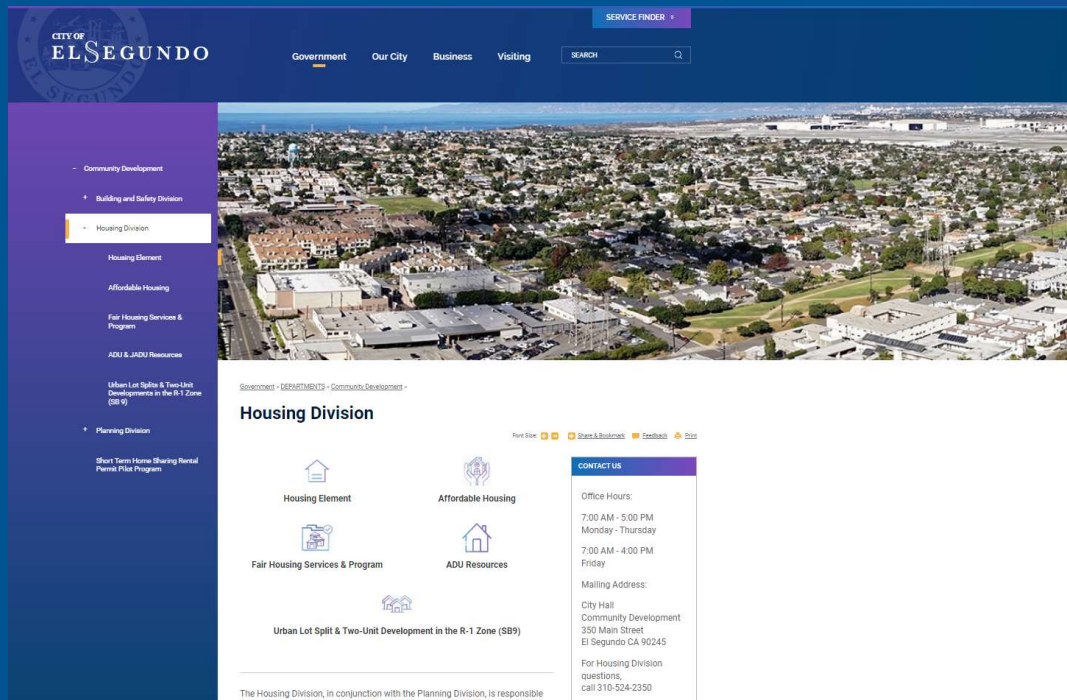 SERVICE FINDER
CITY OF
EL SEGUNDO
Government
Our City
Business
Visiting
SEARCH
EL SEGUNDO
- Community Development
+ Building and Safety Division
- Housing Division
Housing Element
Affordable Housing
Fair Housing Services &
Program
ADU & JADU Resources
Urban Lot Splits & Two-Unit
Developments in the R-1 Zone
(SB 9)
+ Planning Division
Short Term Home Sharing Rental
Permit Pilot Program
Government » DEPARTMENTS » Community Development »
Housing Division
Font Size: + - + Share & Bookmark Feedback Print
Housing Element
Affordable Housing
Fair Housing Services & Program
ADU Resources
Urban Lot Split & Two-Unit Development in the R-1 Zone (SB9)
The Housing Division, in conjunction with the Planning Division, is responsible
CONTACT US
Office Hours:
7:00 AM - 5:00 PM
Monday - Thursday
7:00 AM - 4:00 PM
Friday
Mailing Address:
City Hall
Community Development
350 Main Street
El Segundo CA 90245
For Housing Division
questions,
call 310-524-2350